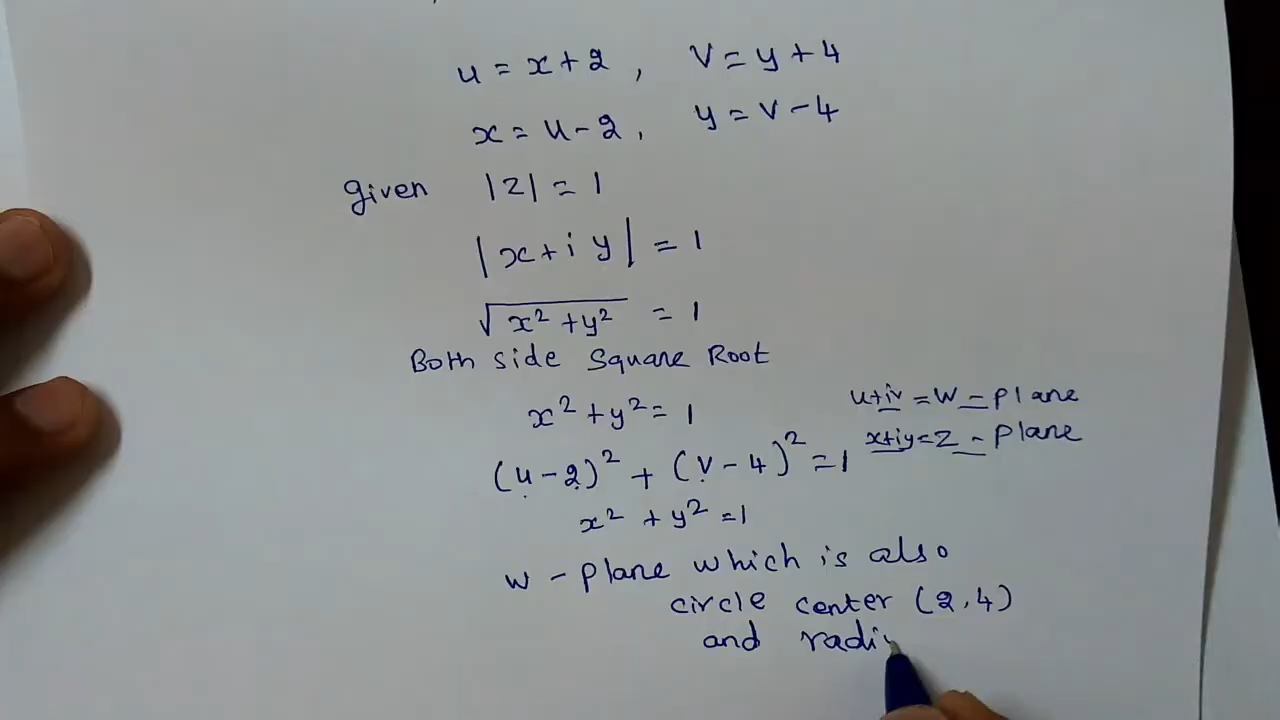 u = x + 2 , V = y + 4
x = u - 2 , y = v - 4
Given |z| = 1
|x + i y| = 1
√x² + y² = 1
Both side Square Root
x² + y² = 1
u+iv = W - plane
x+iy = Z - plane
(u - 2)² + (v - 4)² = 1
x² + y² = 1
w - plane which is also
circle center (2,4)
and radi